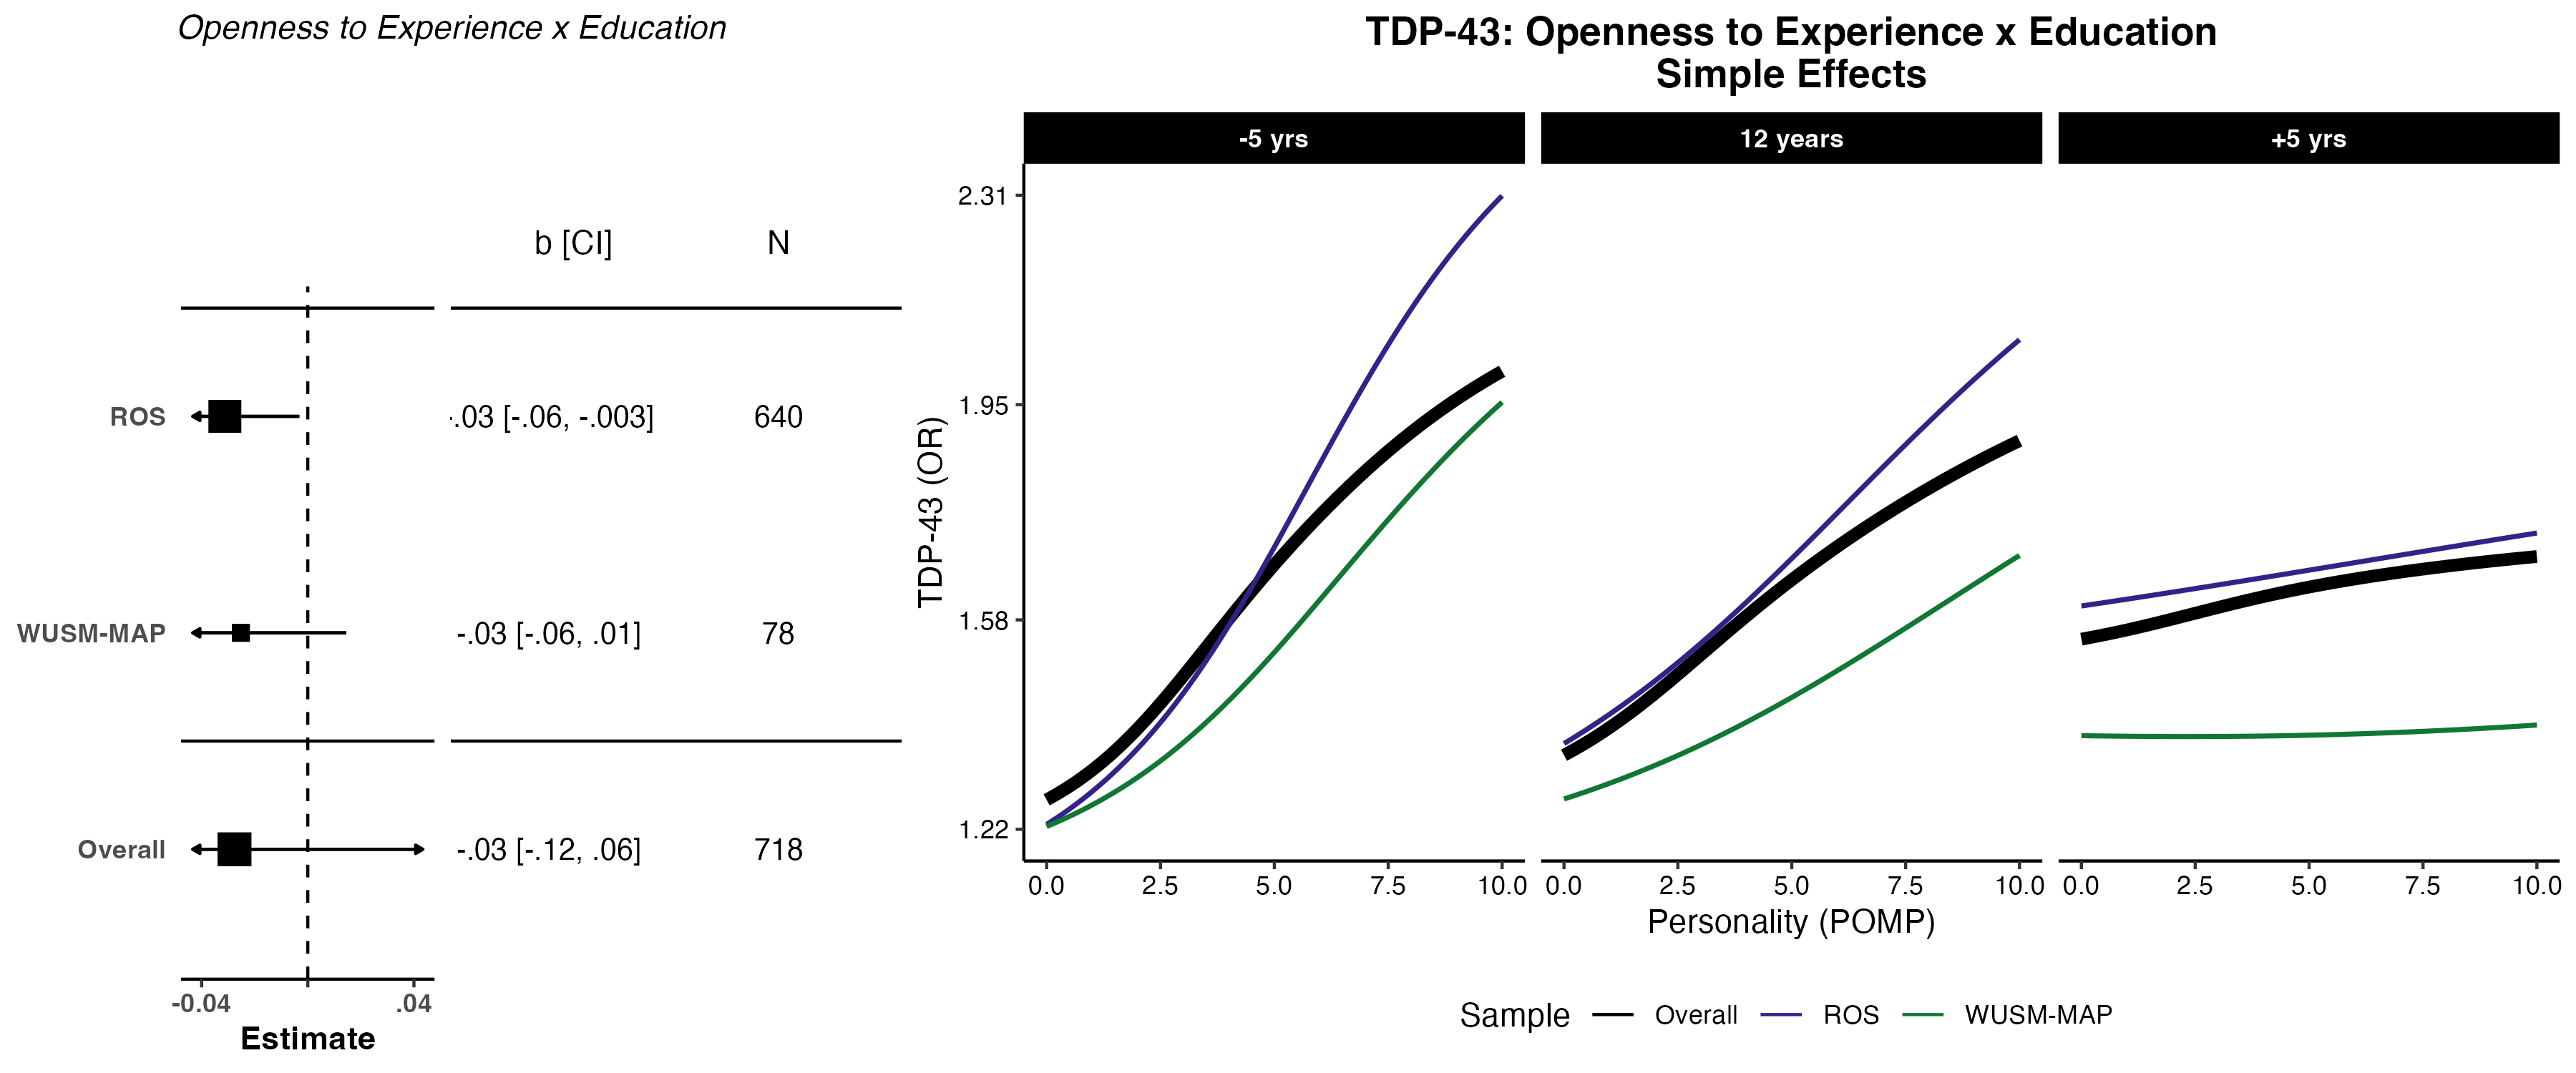 Openness to Experience x Education
b [CI] N
ROS -.03 [-.06, -.003] 640
WUSM-MAP -.03 [-.06, .01] 78
Overall -.03 [-.12, .06] 718
-0.04 .04
Estimate
TDP-43: Openness to Experience x Education
Simple Effects
-5 yrs 12 years +5 yrs
TDP-43 (OR)
2.31
1.95
1.58
1.22
0.0 2.5 5.0 7.5 10.0 0.0 2.5 5.0 7.5 10.0 0.0 2.5 5.0 7.5 10.0
Personality (POMP)
Sample Overall ROS WUSM-MAP